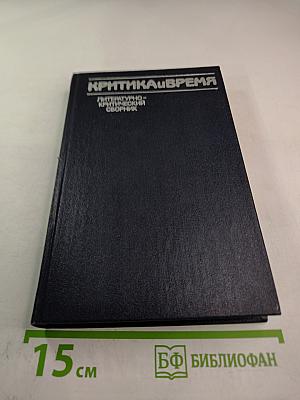 КРИТИКАиВРЕМЯ
ЛИТЕРАТУРНО-
КРИТИЧЕСКИЙ
СБОРНИК
15 см
БФ БИБЛИОФАН